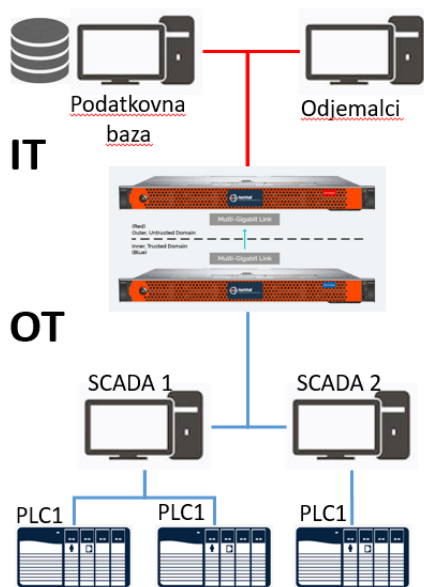 Podatkovna
baza
Odjemalci
IT
Multi-Gigabit Link
(Red)
Outer: Untrusted Domain
Inner: Trusted Domain
(Blue)
Multi-Gigabit Link
OT
SCADA 1
SCADA 2
PLC1
PLC1
PLC1